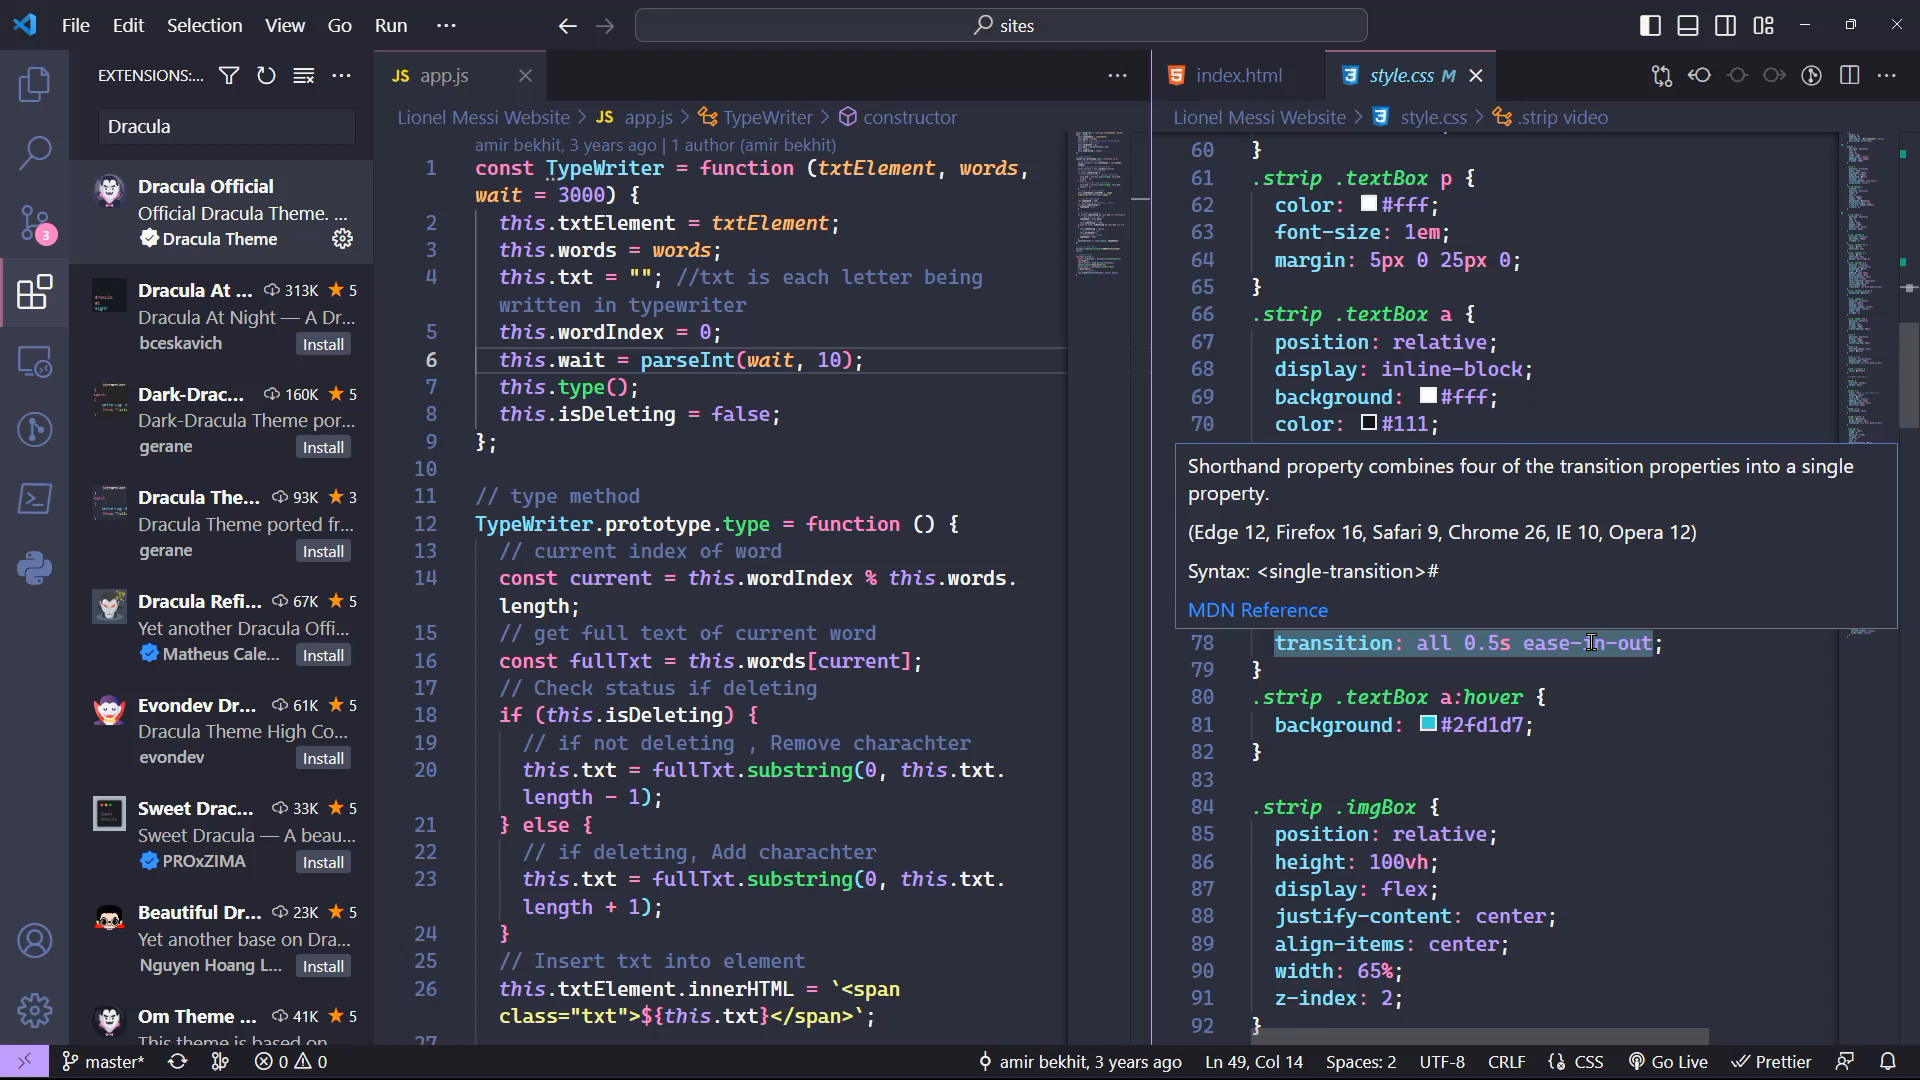 File Edit Selection View Go Run ··· sites
EXTENSIONS:...
Dracula
Dracula Official
Official Dracula Theme. ...
Dracula Theme
Dracula At ... 313K ★ 5
Dracula At Night — A Dr...
bceskavich Install
Dark-Drac... 160K ★ 5
Dark-Dracula Theme por...
gerane Install
Dracula The... 93K ★ 3
Dracula Theme ported fr...
gerane Install
Dracula Refi... 67K ★ 5
Yet another Dracula Offi...
Matheus Cale... Install
Evondev Dr... 61K ★ 5
Dracula Theme High Co...
evondev Install
Sweet Drac... 33K ★ 5
Sweet Dracula — A beau...
PROxZIMA Install
Beautiful Dr... 23K ★ 5
Yet another base on Dra...
Nguyen Hoang L... Install
Om Theme ... 41K ★ 5
This theme is based on
3
JS app.js
Lionel Messi Website > JS app.js > TypeWriter > constructor
amir bekhit, 3 years ago | 1 author (amir bekhit)
1 const TypeWriter = function (txtElement, words,
wait = 3000) {
2 this.txtElement = txtElement;
3 this.words = words;
4 this.txt = ""; //txt is each letter being
written in typewriter
5 this.wordIndex = 0;
6 this.wait = parseInt(wait, 10);
7 this.type();
8 this.isDeleting = false;
9 };
10
11 // type method
12 TypeWriter.prototype.type = function () {
13 // current index of word
14 const current = this.wordIndex % this.words.
length;
15 // get full text of current word
16 const fullTxt = this.words[current];
17 // Check status if deleting
18 if (this.isDeleting) {
19 // if not deleting , Remove charachter
20 this.txt = fullTxt.substring(0, this.txt.
length - 1);
21 } else {
22 // if deleting, Add charachter
23 this.txt = fullTxt.substring(0, this.txt.
length + 1);
24 }
25 // Insert txt into element
26 this.txtElement.innerHTML = `<span
class="txt">${this.txt}</span>`;
27
index.html style.css M
Lionel Messi Website > style.css > .strip video
60 }
61 .strip .textBox p {
62 color: #fff;
63 font-size: 1em;
64 margin: 5px 0 25px 0;
65 }
66 .strip .textBox a {
67 position: relative;
68 display: inline-block;
69 background: #fff;
70 color: #111;
Shorthand property combines four of the transition properties into a single
property.
(Edge 12, Firefox 16, Safari 9, Chrome 26, IE 10, Opera 12)
Syntax: <single-transition>#
MDN Reference
78 transition: all 0.5s ease-in-out;
79 }
80 .strip .textBox a:hover {
81 background: #2fd1d7;
82 }
83
84 .strip .imgBox {
85 position: relative;
86 height: 100vh;
87 display: flex;
88 justify-content: center;
89 align-items: center;
90 width: 65%;
91 z-index: 2;
92 }
master* 0 0 amir bekhit, 3 years ago Ln 49, Col 14 Spaces: 2 UTF-8 CRLF {} CSS Go Live Prettier